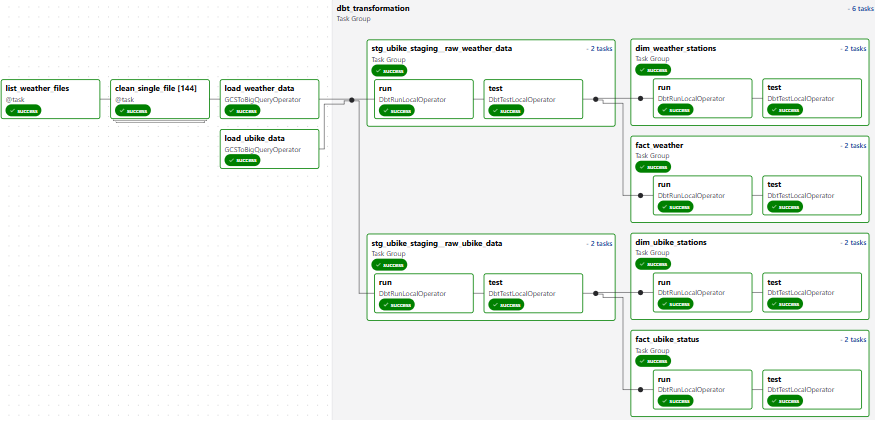 dbt_transformation
- 6 tasks
Task Group
list_weather_files
@task
success
clean_single_file [144]
@task
success
load_weather_data
GCSToBigQueryOperator
success
load_ubike_data
GCSToBigQueryOperator
success
stg_ubike_staging__raw_weather_data
- 2 tasks
Task Group
success
run
DbtRunLocalOperator
success
test
DbtTestLocalOperator
success
dim_weather_stations
- 2 tasks
Task Group
success
run
DbtRunLocalOperator
success
test
DbtTestLocalOperator
success
fact_weather
- 2 tasks
Task Group
success
run
DbtRunLocalOperator
success
test
DbtTestLocalOperator
success
stg_ubike_staging__raw_ubike_data
- 2 tasks
Task Group
success
run
DbtRunLocalOperator
success
test
DbtTestLocalOperator
success
dim_ubike_stations
- 2 tasks
Task Group
success
run
DbtRunLocalOperator
success
test
DbtTestLocalOperator
success
fact_ubike_status
- 2 tasks
Task Group
success
run
DbtRunLocalOperator
success
test
DbtTestLocalOperator
success